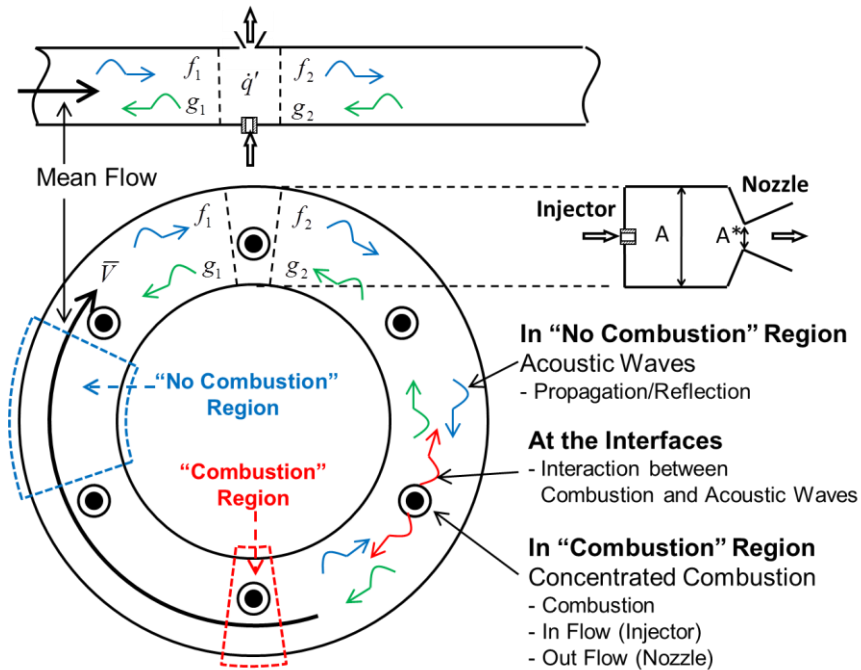 f₁ q̇′ f₂
g₁ g₂
Mean Flow
Nozzle
Injector
A A*
f₁ f₂
g₁ g₂
V̅
“No Combustion”
Region
“Combustion”
Region
In “No Combustion” Region
Acoustic Waves
- Propagation/Reflection
At the Interfaces
- Interaction between
Combustion and Acoustic Waves
In “Combustion” Region
Concentrated Combustion
- Combustion
- In Flow (Injector)
- Out Flow (Nozzle)